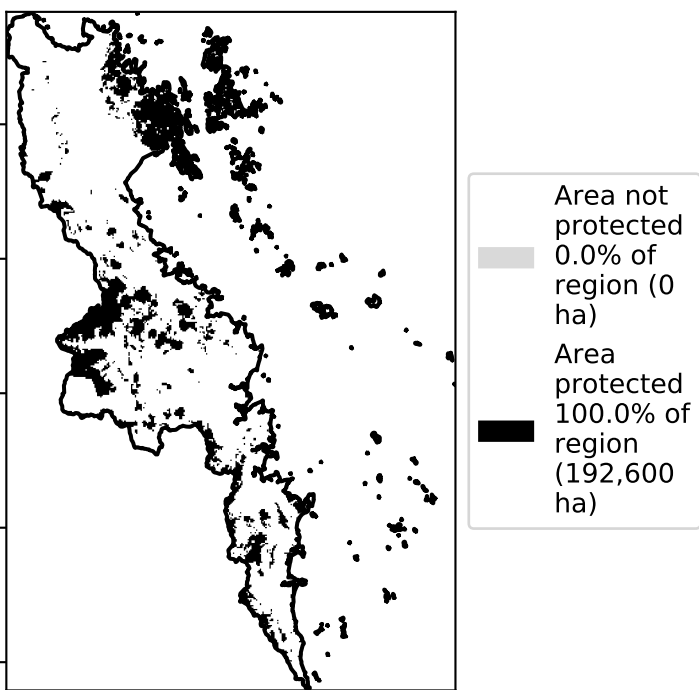 Area not
protected
0.0% of
region (0
ha)
Area
protected
100.0% of
region
(192,600
ha)